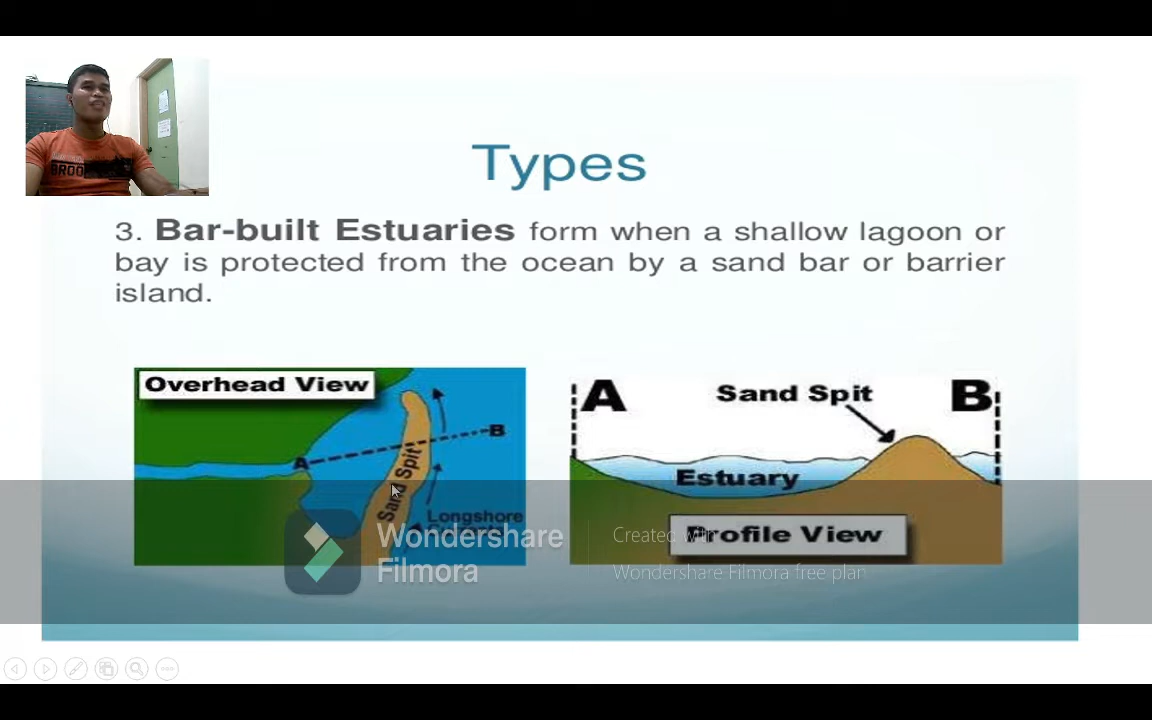 BROO
Types
3. Bar-built Estuaries form when a shallow lagoon or
bay is protected from the ocean by a sand bar or barrier
island.
Overhead View
A
B
Sand Spit
Longshore
A
Sand Spit
B
Estuary
Profile View
Wondershare
Filmora
Created with
Wondershare Filmora free plan